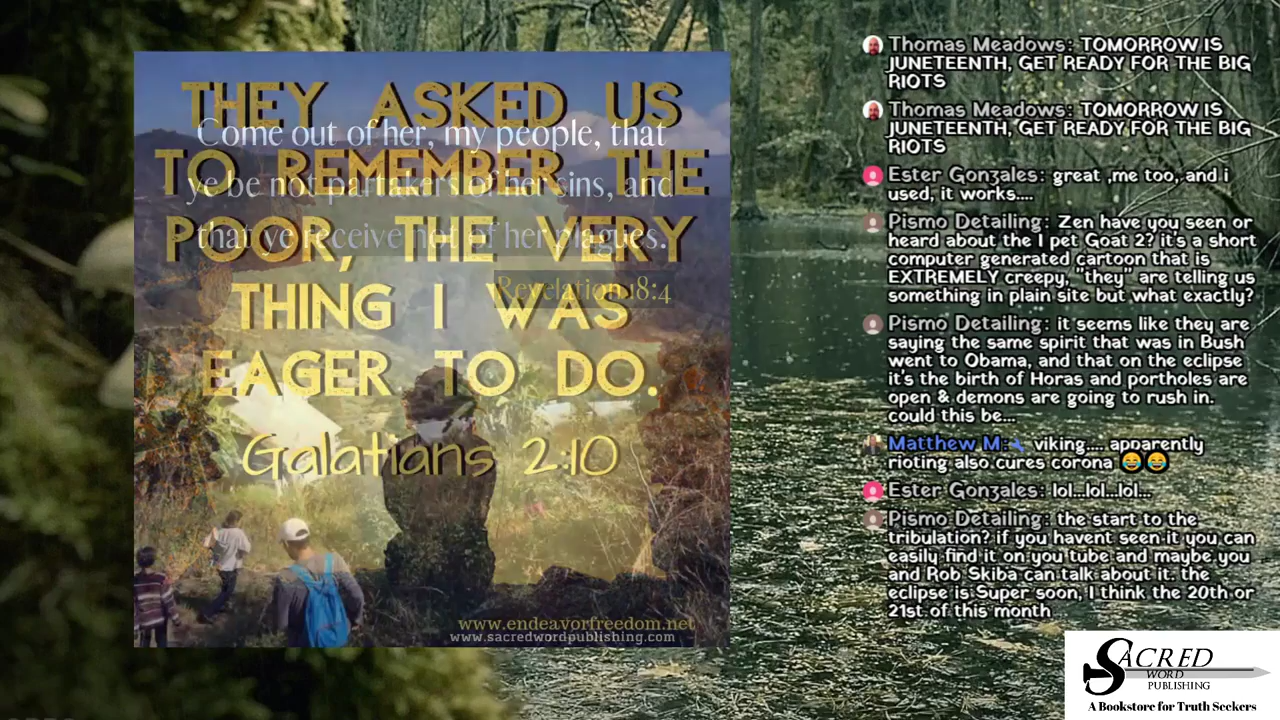 THEY ASKED US
TO REMEMBER THE
POOR, THE VERY
THING I WAS
EAGER TO DO.
Galatians 2:10
Come out of her, my people, that
ye be not partakers of her sins, and
that ye receive not of her plagues.
Revelation 18:4
www.endeavorfreedom.net
www.sacredwordpublishing.com
Thomas Meadows: TOMORROW IS
JUNETEENTH, GET READY FOR THE BIG
RIOTS
Thomas Meadows: TOMORROW IS
JUNETEENTH, GET READY FOR THE BIG
RIOTS
Ester Gonzales: great ,me too, and i
used, it works....
Pismo Detailing: Zen have you seen or
heard about the I pet Goat 2? it's a short
computer generated cartoon that is
EXTREMELY creepy, "they" are telling us
something in plain site but what exactly?
Pismo Detailing: it seems like they are
saying the same spirit that was in Bush
went to Obama, and that on the eclipse
it's the birth of Horas and portholes are
open & demons are going to rush in.
could this be...
Matthew M: viking.... apparently
rioting also cures corona 😂😂
Ester Gonzales: lol...lol...lol...
Pismo Detailing: the start to the
tribulation? if you havent seen it you can
easily find it on you tube and maybe you
and Rob Skiba can talk about it. the
eclipse is Super soon, I think the 20th or
21st of this month
SACRED
WORD
PUBLISHING
A Bookstore for Truth Seekers